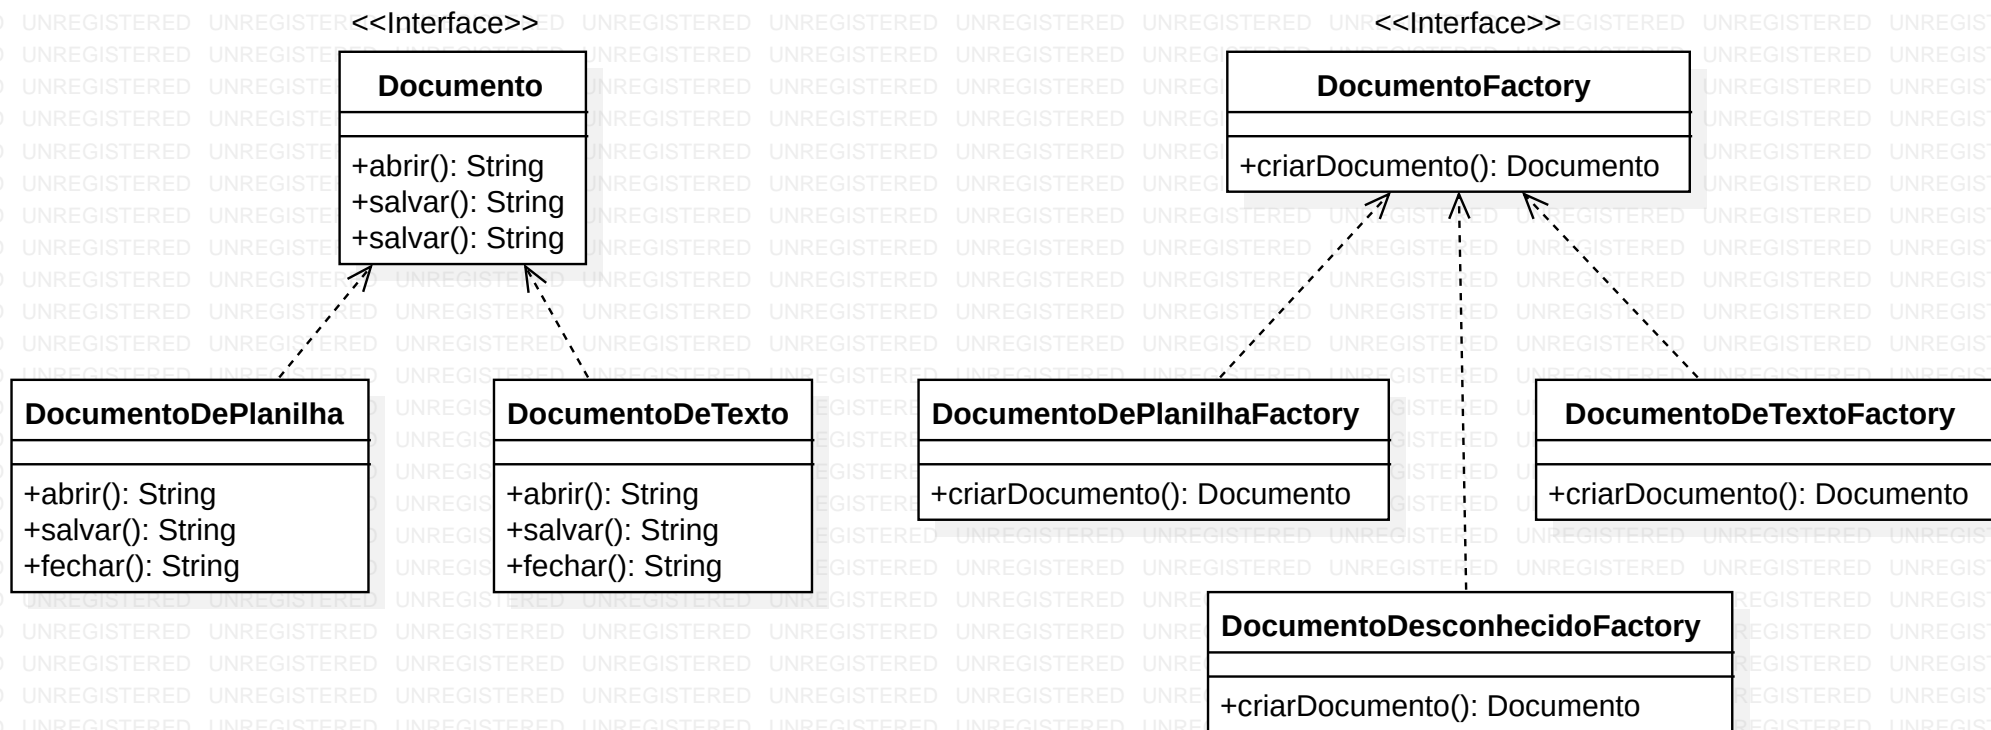 <<Interface>>
Documento
+abrir(): String
+salvar(): String
+salvar(): String
<<Interface>>
DocumentoFactory
+criarDocumento(): Documento
DocumentoDePlanilha
+abrir(): String
+salvar(): String
+fechar(): String
DocumentoDeTexto
+abrir(): String
+salvar(): String
+fechar(): String
DocumentoDePlanilhaFactory
+criarDocumento(): Documento
DocumentoDeTextoFactory
+criarDocumento(): Documento
DocumentoDesconhecidoFactory
+criarDocumento(): Documento
UNREGISTERED